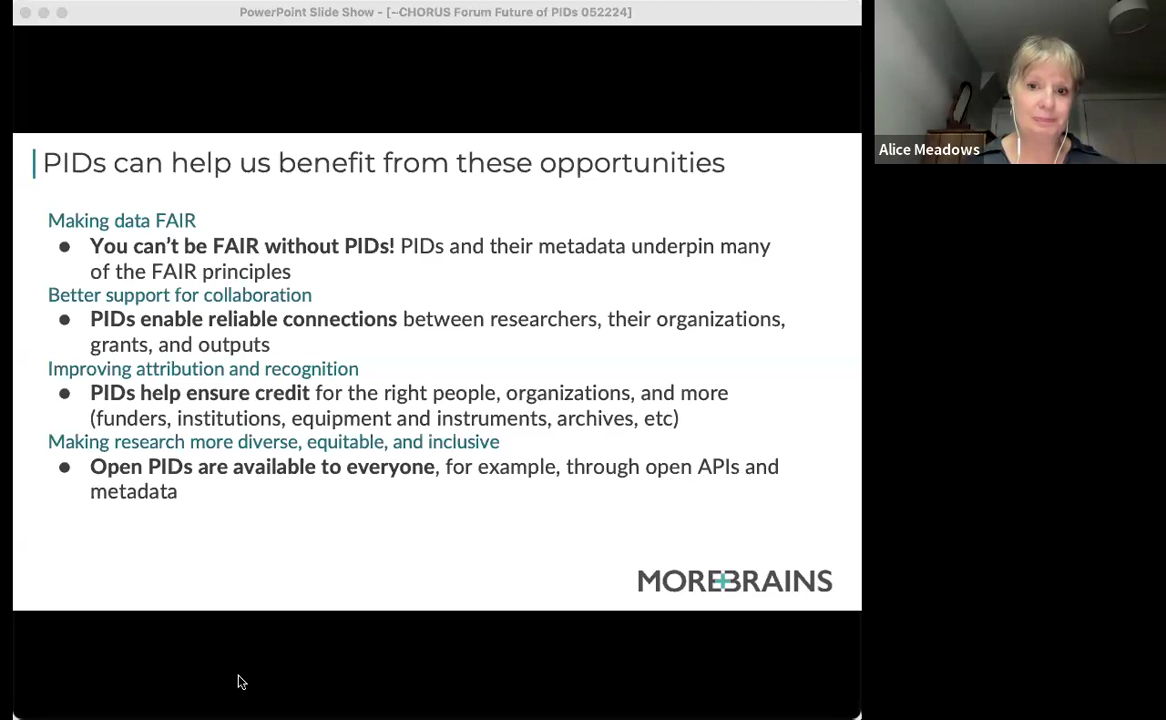 PowerPoint Slide Show - [~CHORUS Forum Future of PIDs 052224]
PIDs can help us benefit from these opportunities
Making data FAIR
● You can't be FAIR without PIDs! PIDs and their metadata underpin many
of the FAIR principles
Better support for collaboration
● PIDs enable reliable connections between researchers, their organizations,
grants, and outputs
Improving attribution and recognition
● PIDs help ensure credit for the right people, organizations, and more
(funders, institutions, equipment and instruments, archives, etc)
Making research more diverse, equitable, and inclusive
● Open PIDs are available to everyone, for example, through open APIs and
metadata
MORE+BRAINS
Alice Meadows